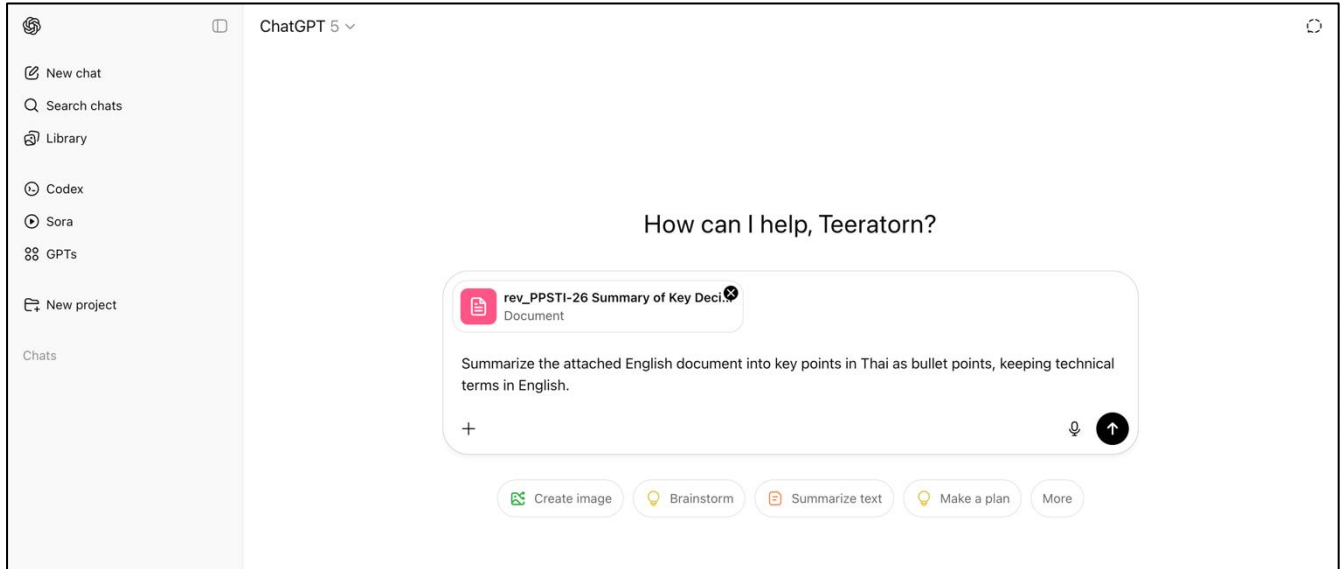 ChatGPT 5
New chat
Search chats
Library
Codex
Sora
GPTs
New project
Chats
How can I help, Teeratorn?
rev_PPSTI-26 Summary of Key Deci...
Document
Summarize the attached English document into key points in Thai as bullet points, keeping technical
terms in English.
Create image
Brainstorm
Summarize text
Make a plan
More